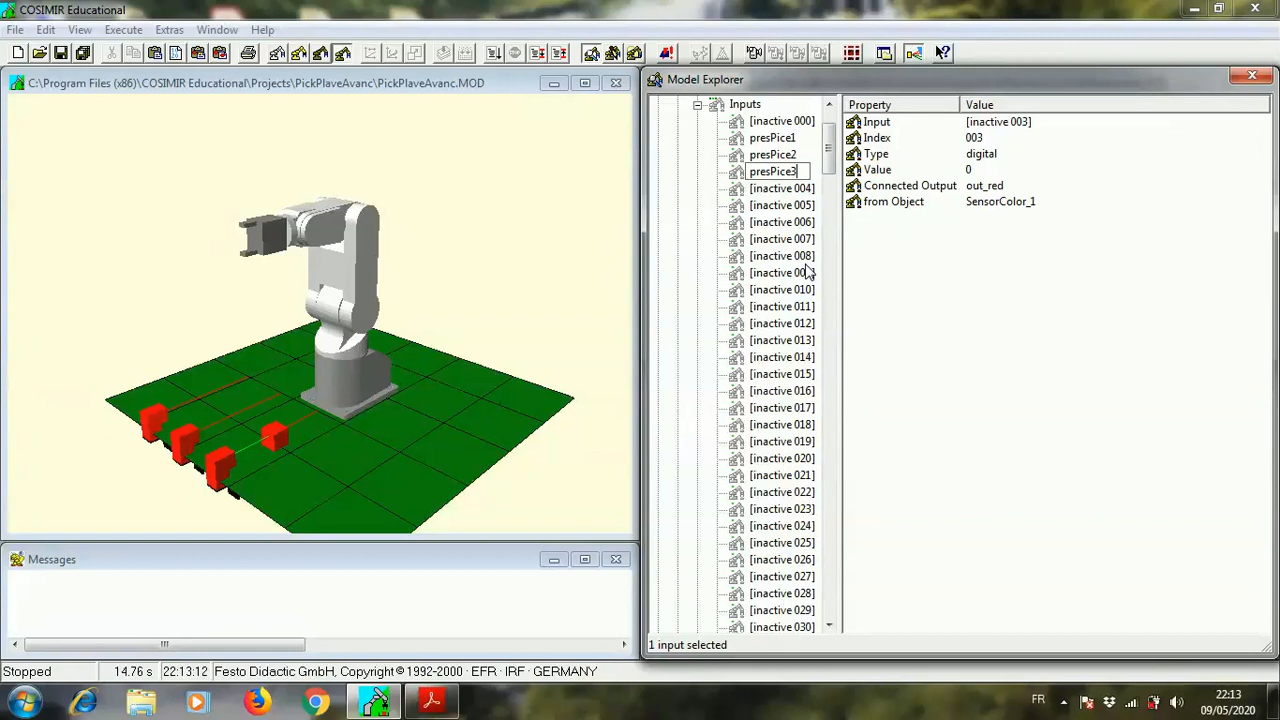 COSIMIR Educational
File Edit View Execute Extras Window Help
C:\Program Files (x86)\COSIMIR Educational\Projects\PickPlaveAvanc\PickPlaveAvanc.MOD
Model Explorer
Inputs
[inactive 000]
presPice1
presPice2
presPice3
[inactive 004]
[inactive 005]
[inactive 006]
[inactive 007]
[inactive 008]
[inactive
[inactive 010]
[inactive 011]
[inactive 012]
[inactive 013]
[inactive 014]
[inactive 015]
[inactive 016]
[inactive 017]
[inactive 018]
[inactive 019]
[inactive 020]
[inactive 021]
[inactive 022]
[inactive 023]
[inactive 024]
[inactive 025]
[inactive 026]
[inactive 027]
[inactive 028]
[inactive 029]
[inactive 030]
Property Value
Input [inactive 003]
Index 003
Type digital
Value 0
Connected Output out_red
from Object SensorColor_1
1 input selected
Messages
Stopped 14.76 s 22:13:12 Festo Didactic GmbH, Copyright © 1992-2000 · EFR · IRF · GERMANY
FR
22:13
09/05/2020